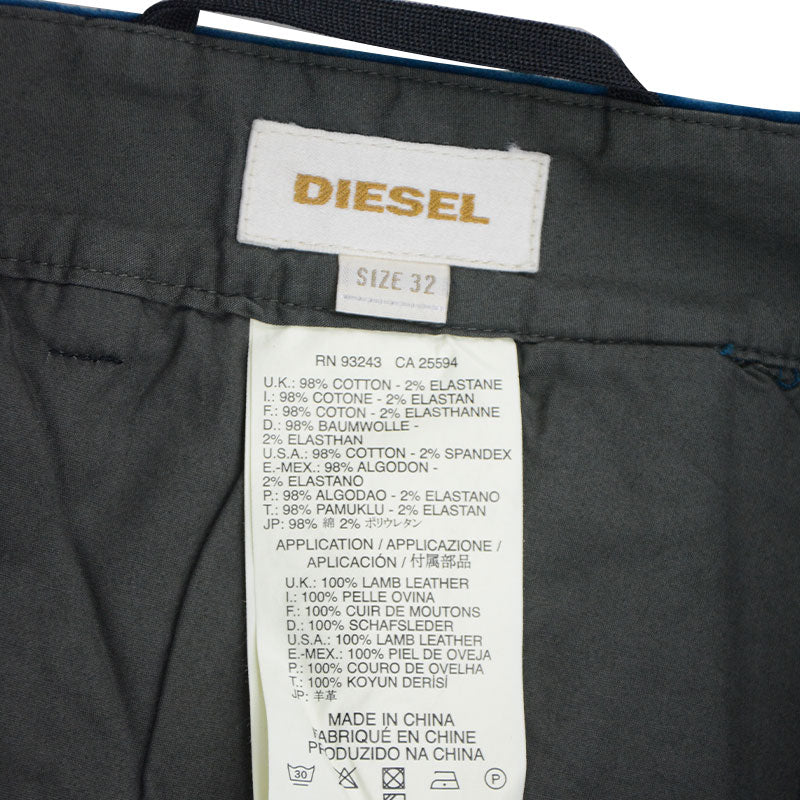 DIESEL
SIZE 32
RN 93243 CA 25594
U.K.: 98% COTTON - 2% ELASTANE
I.: 98% COTONE - 2% ELASTAN
F.: 98% COTON - 2% ELASTHANNE
D.: 98% BAUMWOLLE -
2% ELASTHAN
U.S.A.: 98% COTTON - 2% SPANDEX
E.-MEX.: 98% ALGODON -
2% ELASTANO
P.: 98% ALGODAO - 2% ELASTANO
T.: 98% PAMUKLU - 2% ELASTAN
JP: 98% 綿 2% ポリウレタン
APPLICATION / APPLICAZIONE /
APLICACIÓN / 付属部品
U.K.: 100% LAMB LEATHER
I.: 100% PELLE OVINA
F.: 100% CUIR DE MOUTONS
D.: 100% SCHAFSLEDER
U.S.A.: 100% LAMB LEATHER
E.-MEX.: 100% PIEL DE OVEJA
P.: 100% COURO DE OVELHA
T.: 100% KOYUN DERİSİ
JP: 羊革
MADE IN CHINA
FABRIQUÉ EN CHINE
PRODUZIDO NA CHINA
30 P